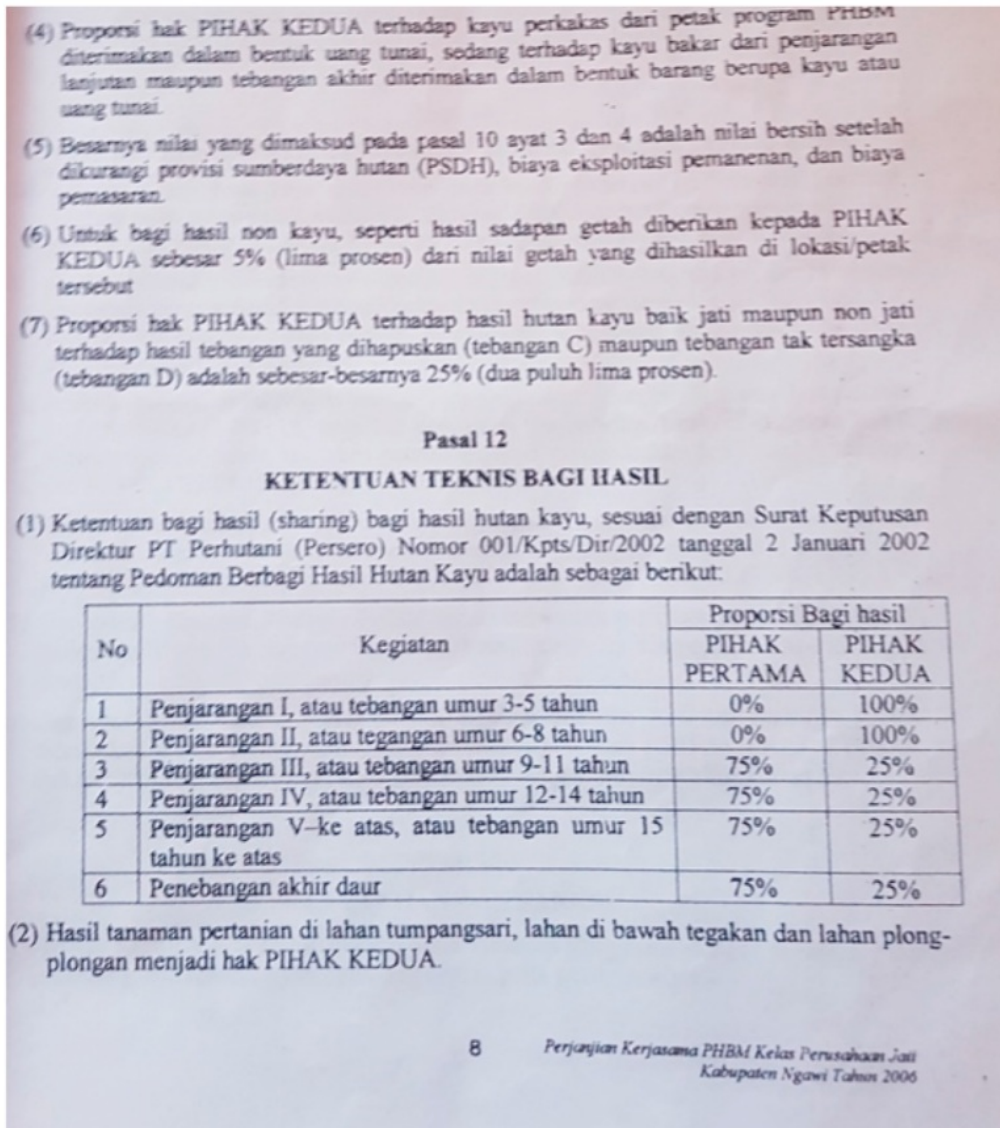 (4) Proporsi hak PIHAK KEDUA terhadap kayu perkakas dari petak program PHBM
diterimakan dalam bentuk uang tunai, sedang terhadap kayu bakar dari penjarangan
lanjutan maupun tebangan akhir diterimakan dalam bentuk barang berupa kayu atau
uang tunai.
(5) Besarnya nilai yang dimaksud pada pasal 10 ayat 3 dan 4 adalah nilai bersih setelah
dikurangi provisi sumberdaya hutan (PSDH), biaya eksploitasi pemanenan, dan biaya
pemasaran.
(6) Untuk bagi hasil non kayu, seperti hasil sadapan getah diberikan kepada PIHAK
KEDUA sebesar 5% (lima prosen) dari nilai getah yang dihasilkan di lokasi/petak
tersebut
(7) Proporsi hak PIHAK KEDUA terhadap hasil hutan kayu baik jati maupun non jati
terhadap hasil tebangan yang dihapuskan (tebangan C) maupun tebangan tak tersangka
(tebangan D) adalah sebesar-besarnya 25% (dua puluh lima prosen).
Pasal 12
KETENTUAN TEKNIS BAGI HASIL
(1) Ketentuan bagi hasil (sharing) bagi hasil hutan kayu, sesuai dengan Surat Keputusan
Direktur PT Perhutani (Persero) Nomor 001/Kpts/Dir/2002 tanggal 2 Januari 2002
tentang Pedoman Berbagi Hasil Hutan Kayu adalah sebagai berikut:
No Kegiatan Proporsi Bagi hasil
PIHAK PERTAMA PIHAK KEDUA
1 Penjarangan I, atau tebangan umur 3-5 tahun 0% 100%
2 Penjarangan II, atau tegangan umur 6-8 tahun 0% 100%
3 Penjarangan III, atau tebangan umur 9-11 tahun 75% 25%
4 Penjarangan IV, atau tebangan umur 12-14 tahun 75% 25%
5 Penjarangan V–ke atas, atau tebangan umur 15 75% 25%
tahun ke atas
6 Penebangan akhir daur 75% 25%
(2) Hasil tanaman pertanian di lahan tumpangsari, lahan di bawah tegakan dan lahan plong-
plongan menjadi hak PIHAK KEDUA.
8 Perjanjian Kerjasama PHBM Kelas Perusahaan Jati
Kabupaten Ngawi Tahun 2006